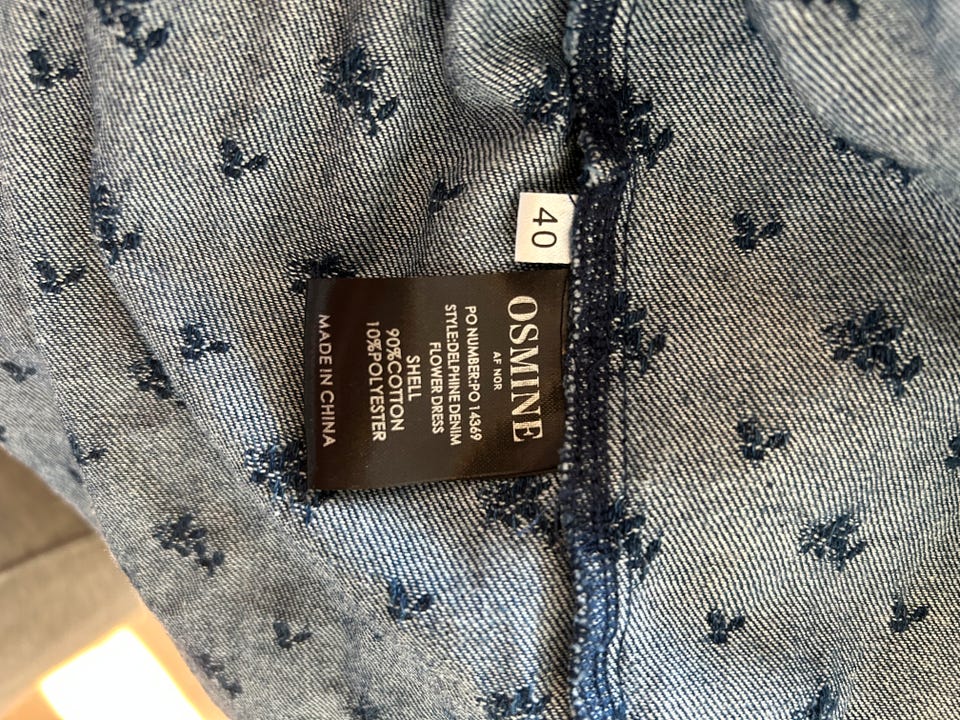 40
OSMINE
AF NOR
PO NUMBER:PO 14369
STYLE:DELPHINE DENIM
FLOWER DRESS
SHELL
90%COTTON
10%POLYESTER
MADE IN CHINA